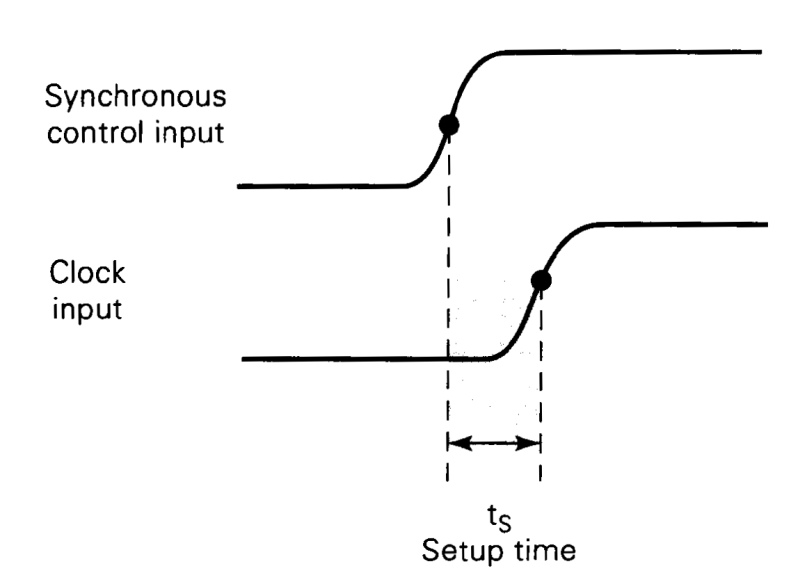 Synchronous
control input
Clock
input
tS
Setup time